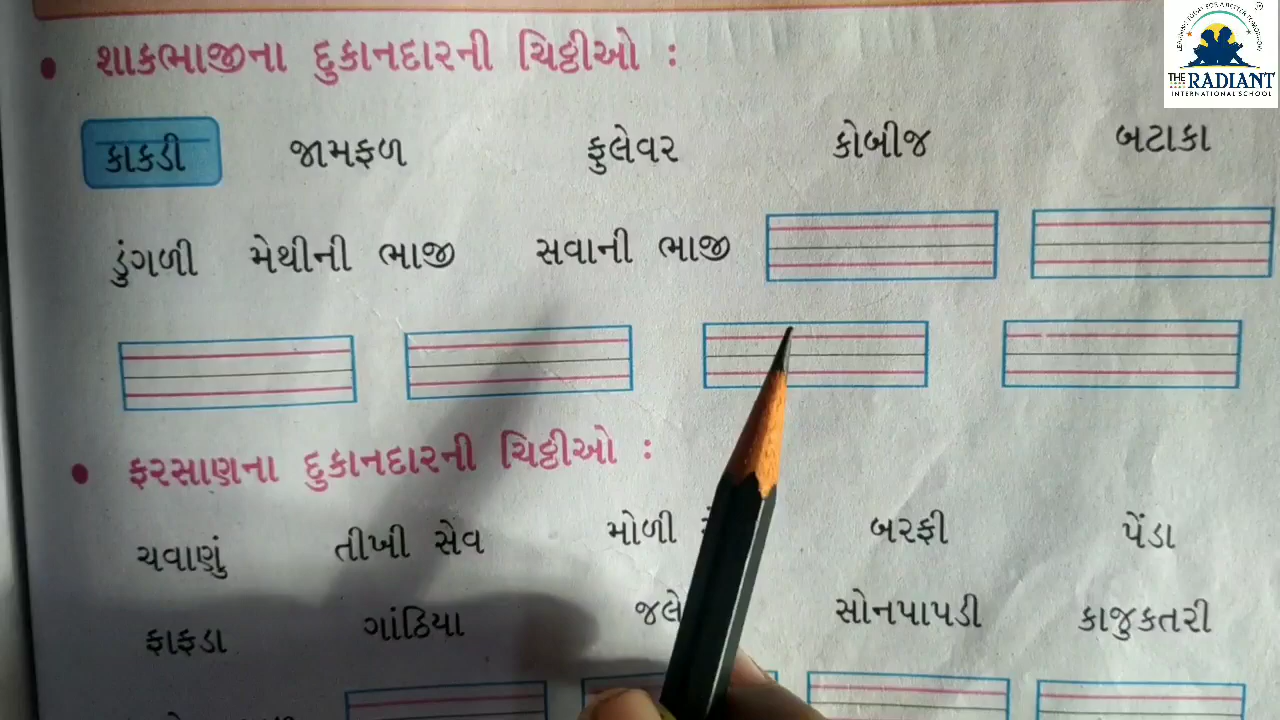 THE RADIANT
INTERNATIONAL SCHOOL
શાકભાજીના દુકાનદારની ચિઠ્ઠીઓ :
કાકડી જામફળ ફુલેવર કોબીજ બટાકા
ડુંગળી મેથીની ભાજી સવાની ભાજી
ફરસાણના દુકાનદારની ચિઠ્ઠીઓ :
ચવાણું તીખી સેવ મોળી બરફી પેંડા
ફાફડા ગાંઠિયા સોનપાપડી કાજુકતરી